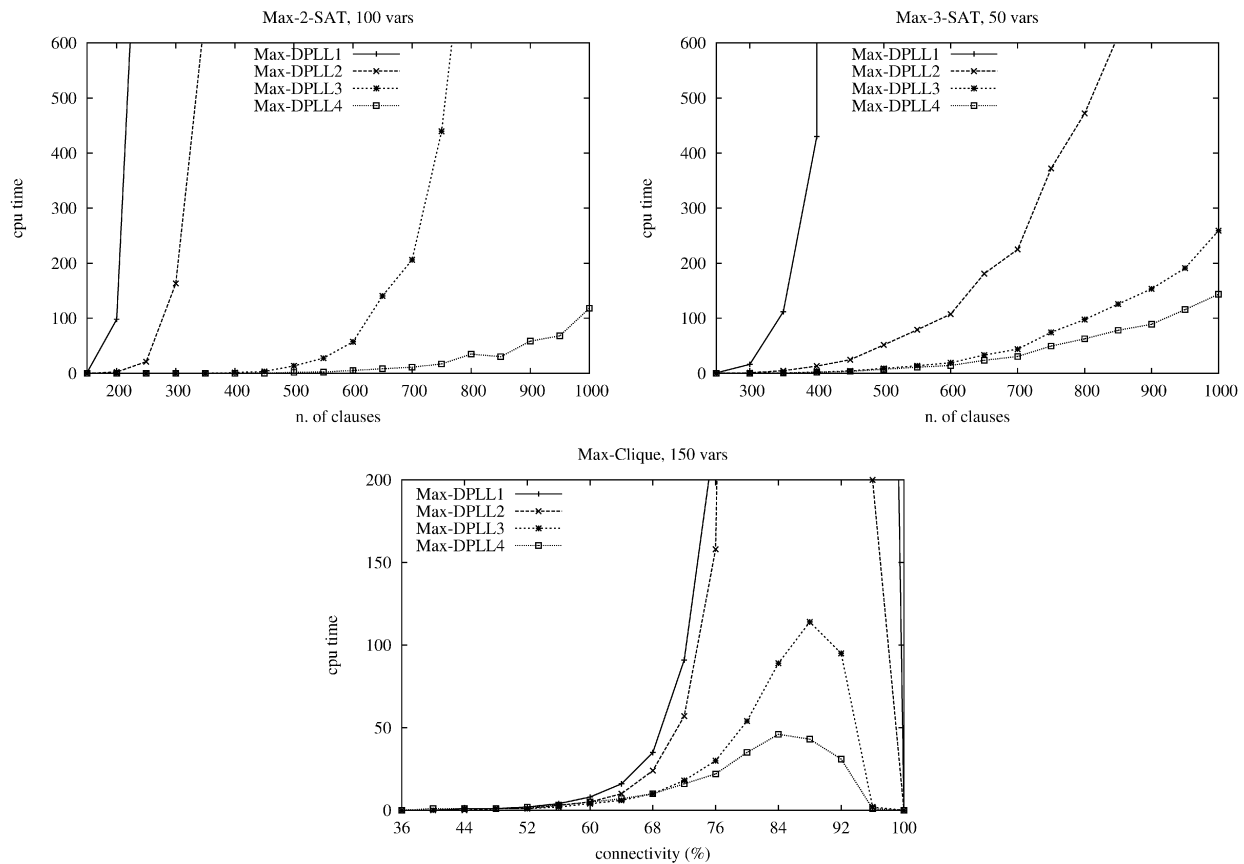 Max-2-SAT, 100 vars
600
500
400
300
200
100
0
cpu time
Max-DPLL1
Max-DPLL2
Max-DPLL3
Max-DPLL4
200 300 400 500 600 700 800 900 1000
n. of clauses
Max-3-SAT, 50 vars
600
500
400
300
200
100
0
cpu time
Max-DPLL1
Max-DPLL2
Max-DPLL3
Max-DPLL4
300 400 500 600 700 800 900 1000
n. of clauses
Max-Clique, 150 vars
200
150
100
50
0
cpu time
Max-DPLL1
Max-DPLL2
Max-DPLL3
Max-DPLL4
36 44 52 60 68 76 84 92 100
connectivity (%)